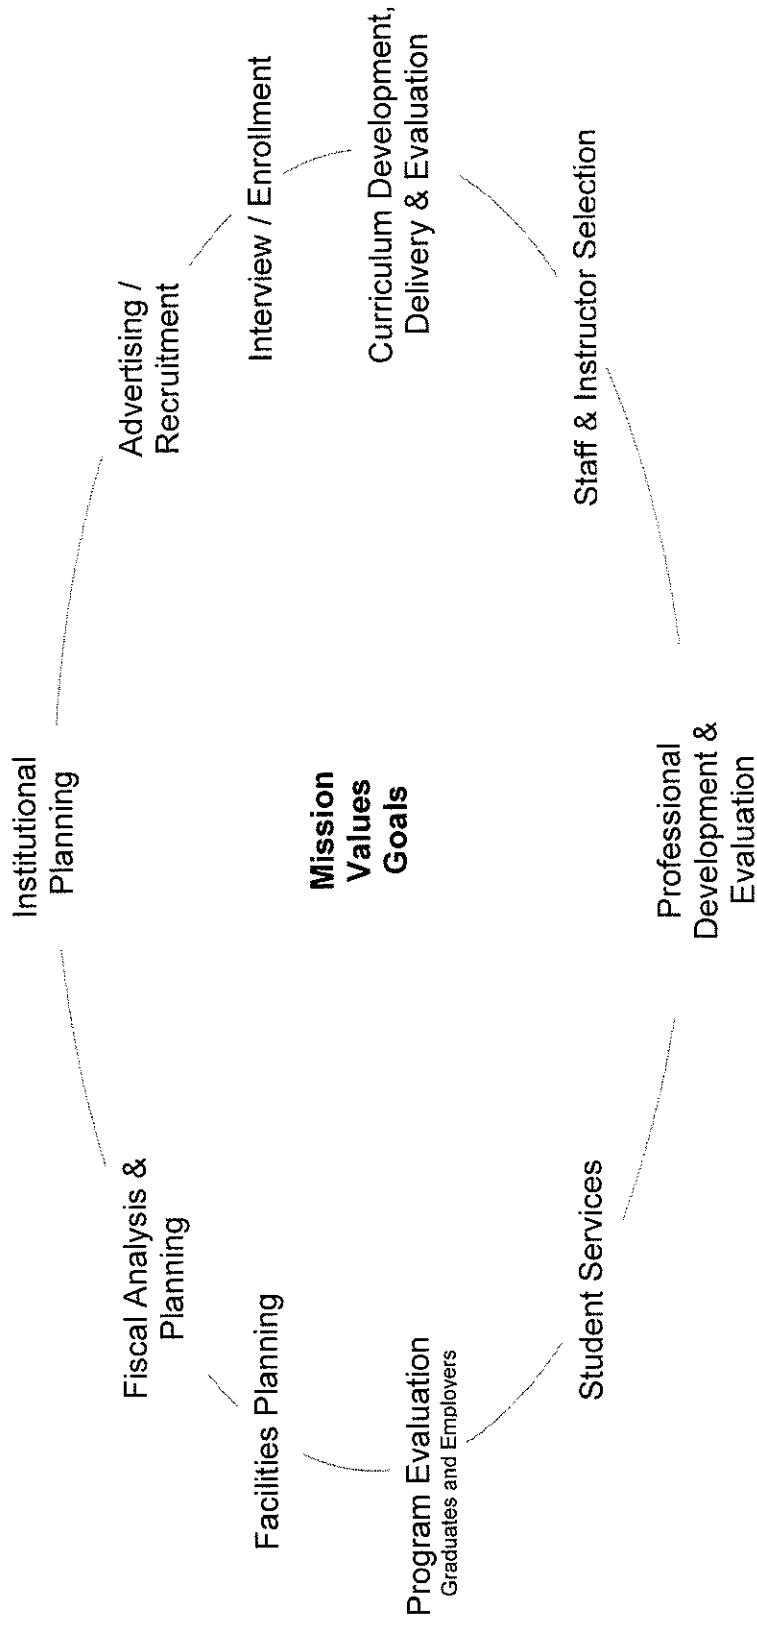 Institutional
Planning
Advertising /
Recruitment
Interview / Enrollment
Curriculum Development,
Delivery & Evaluation
Staff & Instructor Selection
Professional
Development &
Evaluation
Student Services
Program Evaluation
Graduates and Employers
Facilities Planning
Fiscal Analysis &
Planning
Mission
Values
Goals